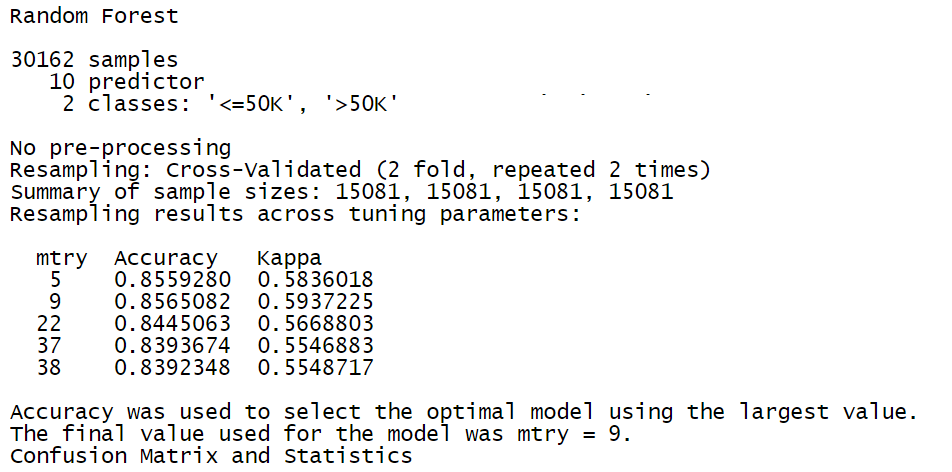 Random Forest
30162 samples
10 predictor
2 classes: '<=50K', '>50K'
No pre-processing
Resampling: Cross-Validated (2 fold, repeated 2 times)
Summary of sample sizes: 15081, 15081, 15081, 15081
Resampling results across tuning parameters:
mtry Accuracy Kappa
5 0.8559280 0.5836018
9 0.8565082 0.5937225
22 0.8445063 0.5668803
37 0.8393674 0.5546883
38 0.8392348 0.5548717
Accuracy was used to select the optimal model using the largest value.
The final value used for the model was mtry = 9.
Confusion Matrix and Statistics